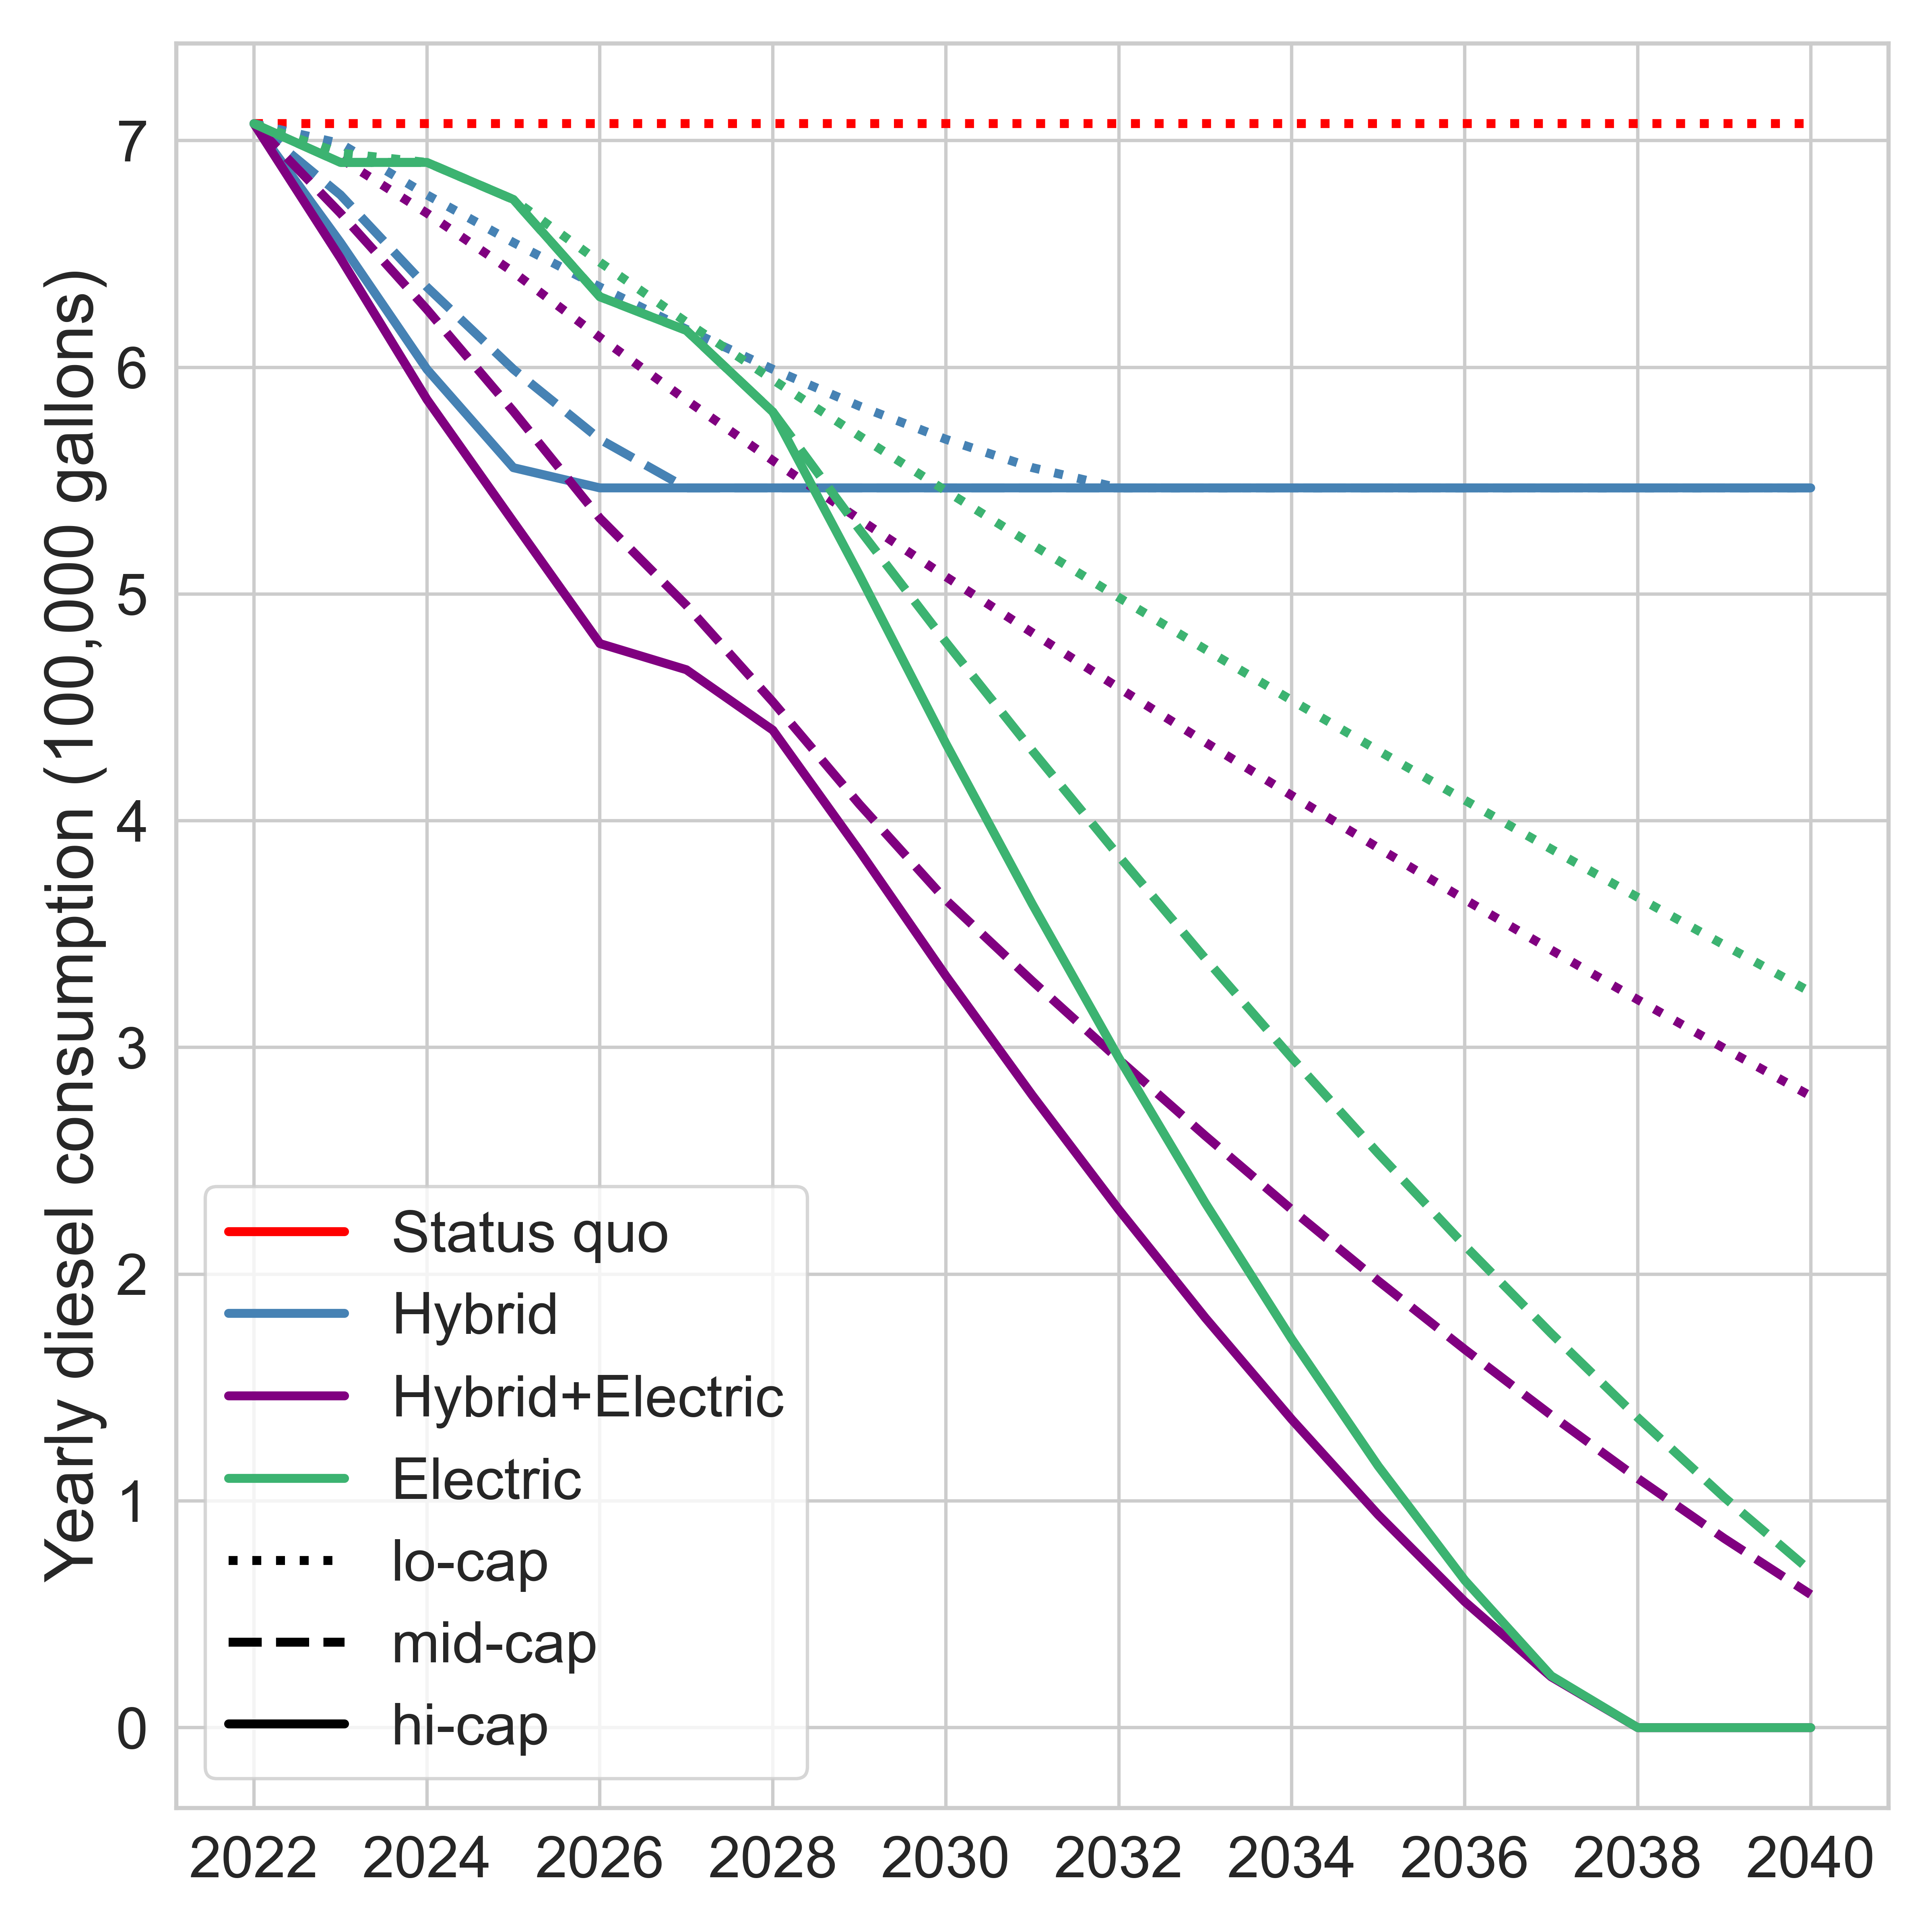 Yearly diesel consumption (100,000 gallons)
7
6
5
4
3
2
1
0
Status quo
Hybrid
Hybrid+Electric
Electric
lo-cap
mid-cap
hi-cap
2022 2024 2026 2028 2030 2032 2034 2036 2038 2040